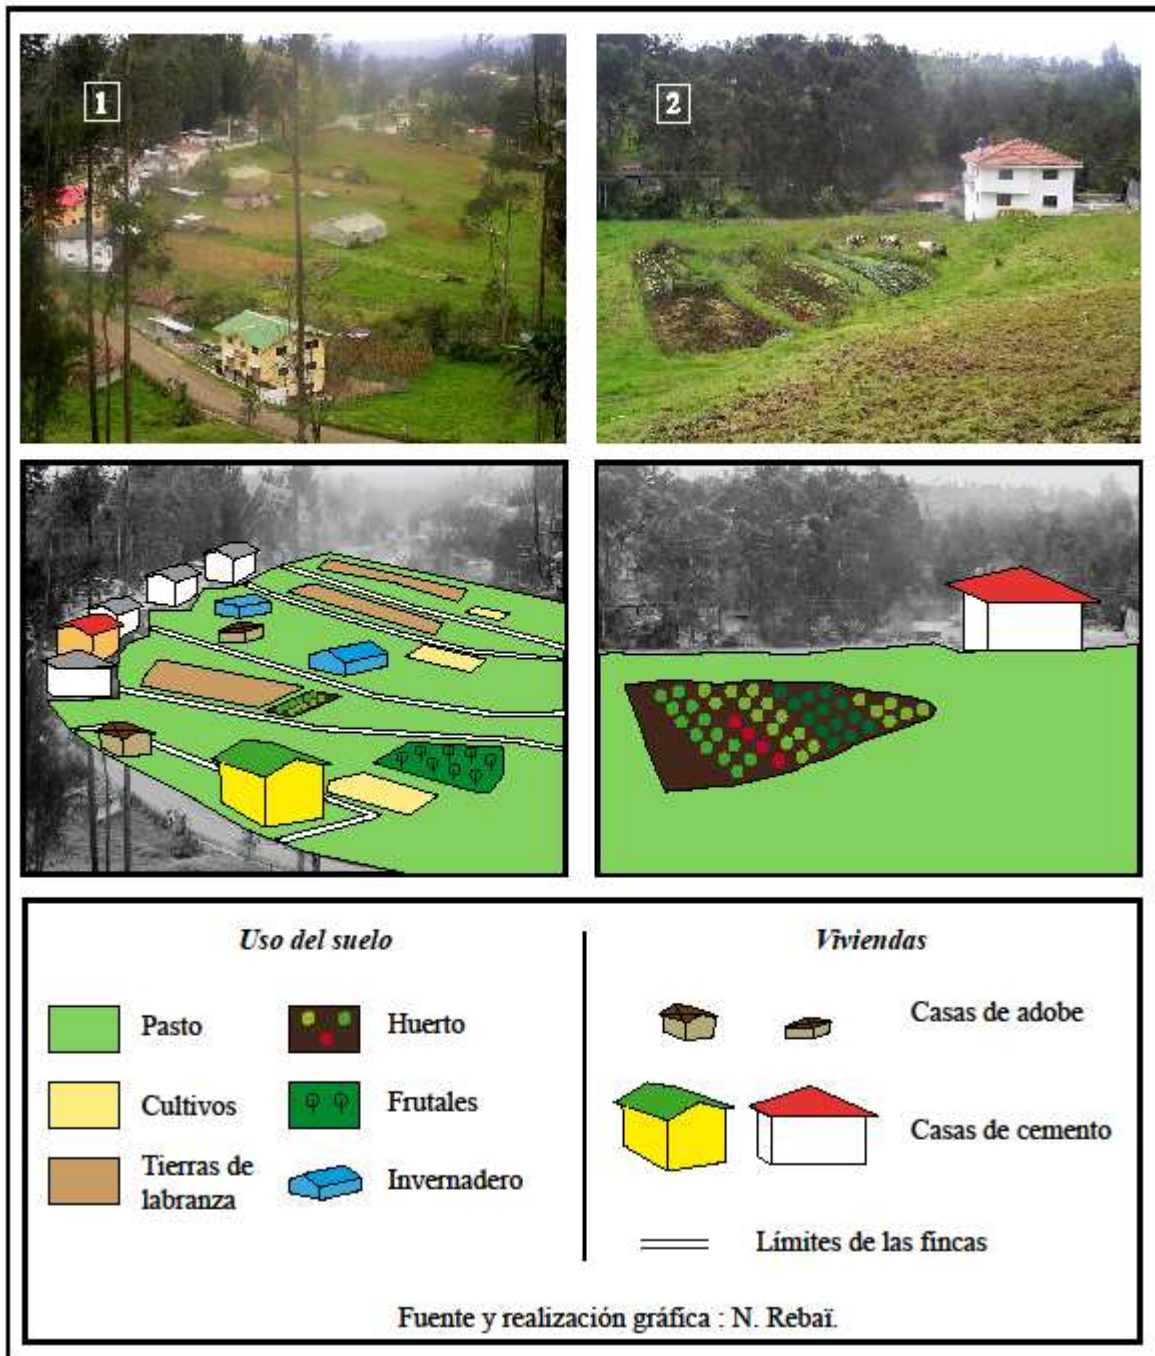 1
2
Uso del suelo
Viviendas
Pasto
Huerto
Casas de adobe
Cultivos
Frutales
Casas de cemento
Tierras de
labranza
Invernadero
Límites de las fincas
Fuente y realización gráfica : N. Rebaï.